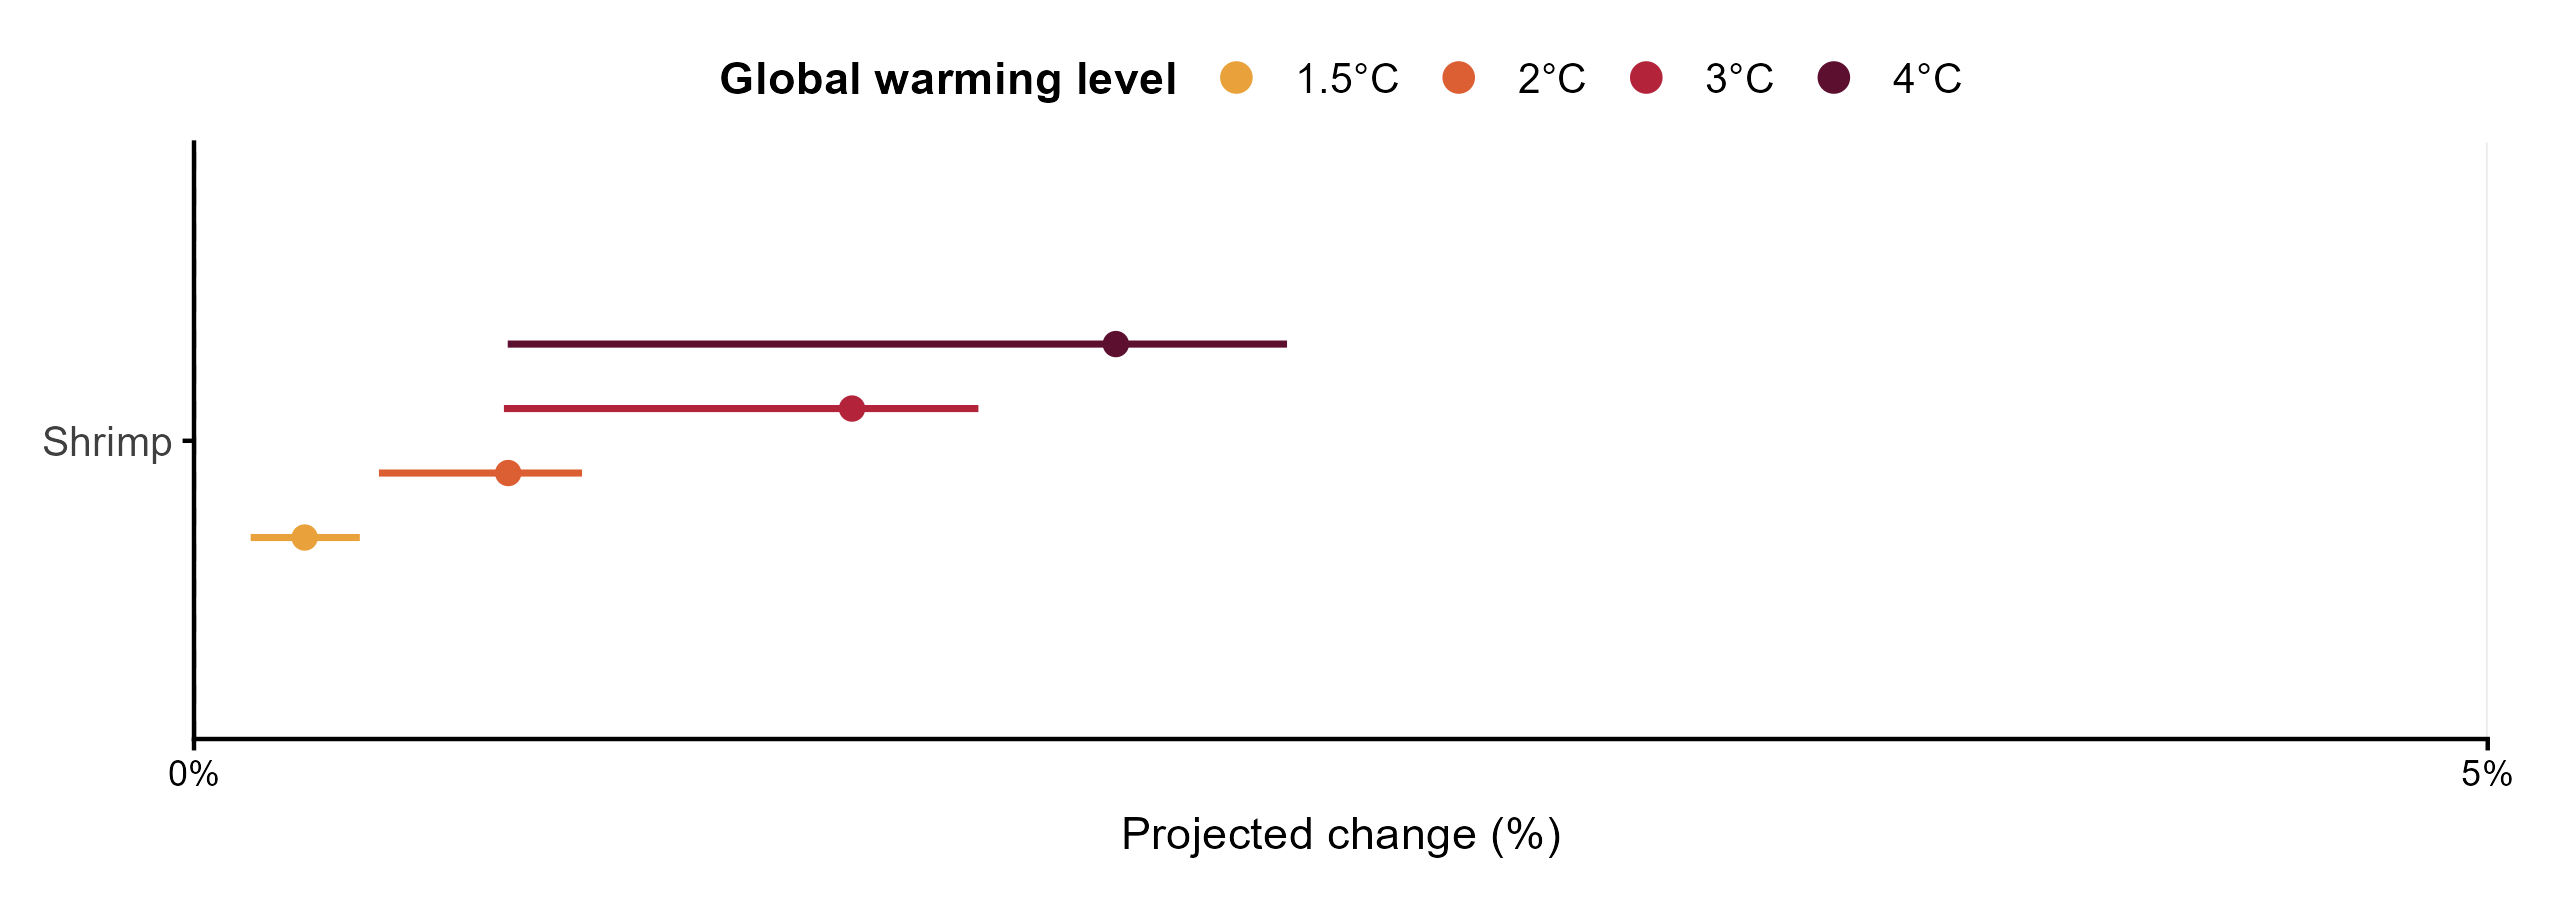 Global warming level 1.5°C 2°C 3°C 4°C
Shrimp
0% 5%
Projected change (%)